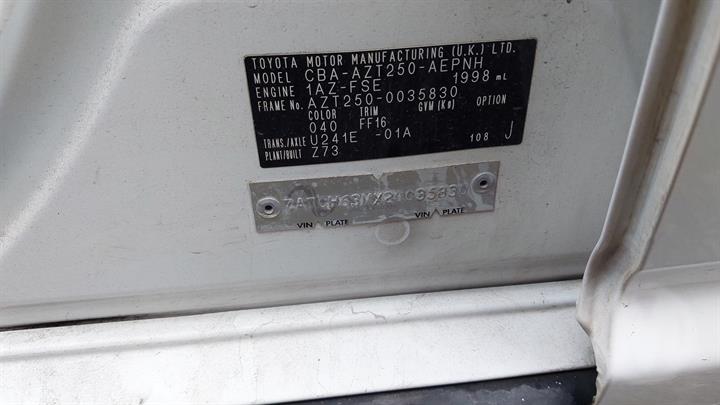 TOYOTA MOTOR MANUFACTURING (U.K.) LTD.
MODEL CBA-AZT250-AEPNH
ENGINE 1AZ-FSE 1998 mL
FRAME No. AZT250-0035830
COLOR TRIM GVM (Kg) OPTION
040 FF16
TRANS./AXLE U241E -01A 108 J
PLANT/BUILT Z73
VIN PLATE VIN PLATE